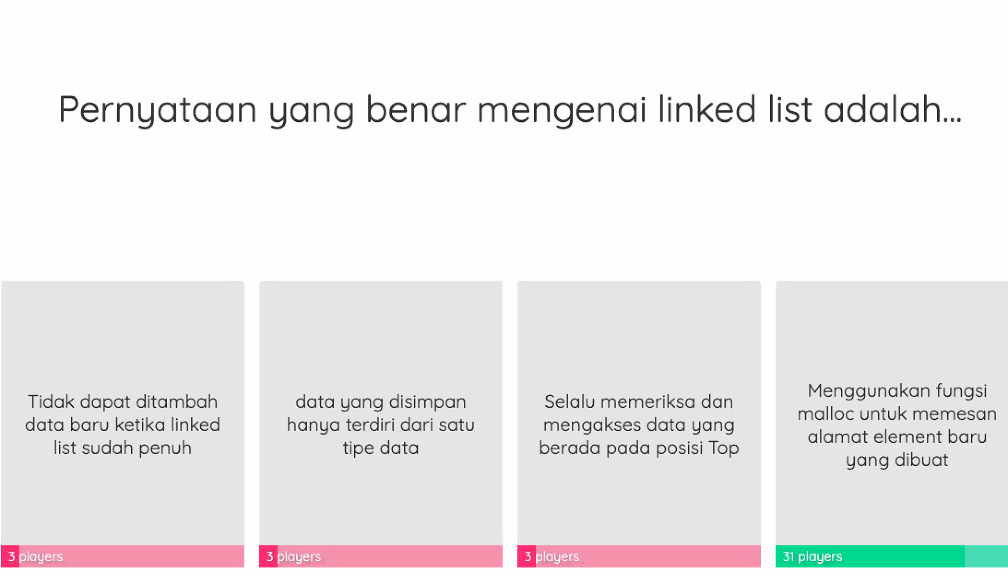 Pernyataan yang benar mengenai linked list adalah...
Tidak dapat ditambah
data baru ketika linked
list sudah penuh
data yang disimpan
hanya terdiri dari satu
tipe data
Selalu memeriksa dan
mengakses data yang
berada pada posisi Top
Menggunakan fungsi
malloc untuk memesan
alamat element baru
yang dibuat
3 players
3 players
3 players
31 players